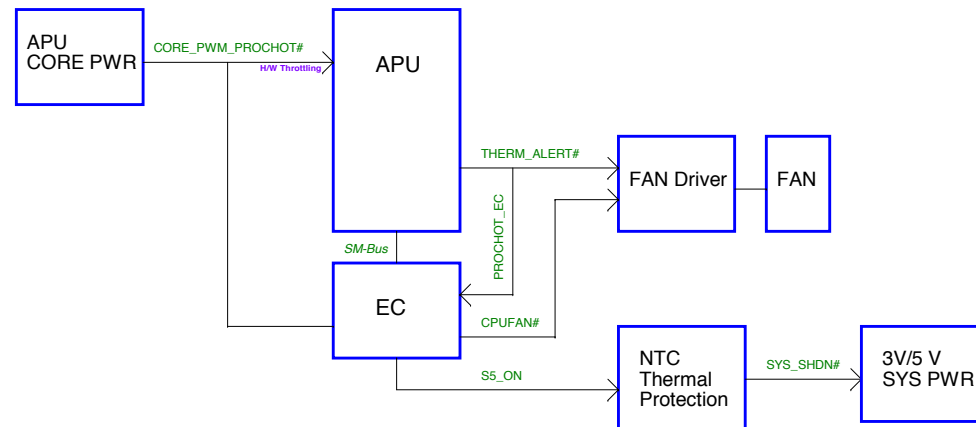 APU
CORE PWR
CORE_PWM_PROCHOT#
H/W Throttling
APU
THERM_ALERT#
FAN Driver
FAN
PROCHOT_EC
SM-Bus
EC
CPUFAN#
S5_ON
NTC
Thermal
Protection
SYS_SHDN#
3V/5 V
SYS PWR